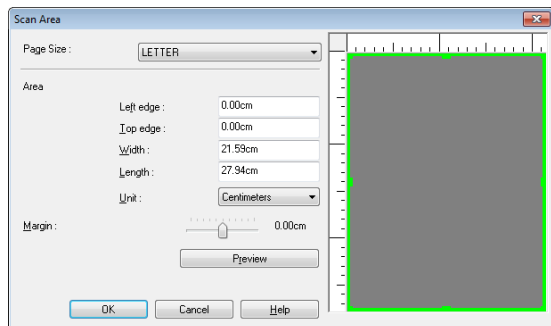 Scan Area
Page Size : LETTER
Area
Left edge : 0.00cm
Top edge : 0.00cm
Width : 21.59cm
Length : 27.94cm
Unit : Centimeters
Margin : 0.00cm
Preview
OK Cancel Help